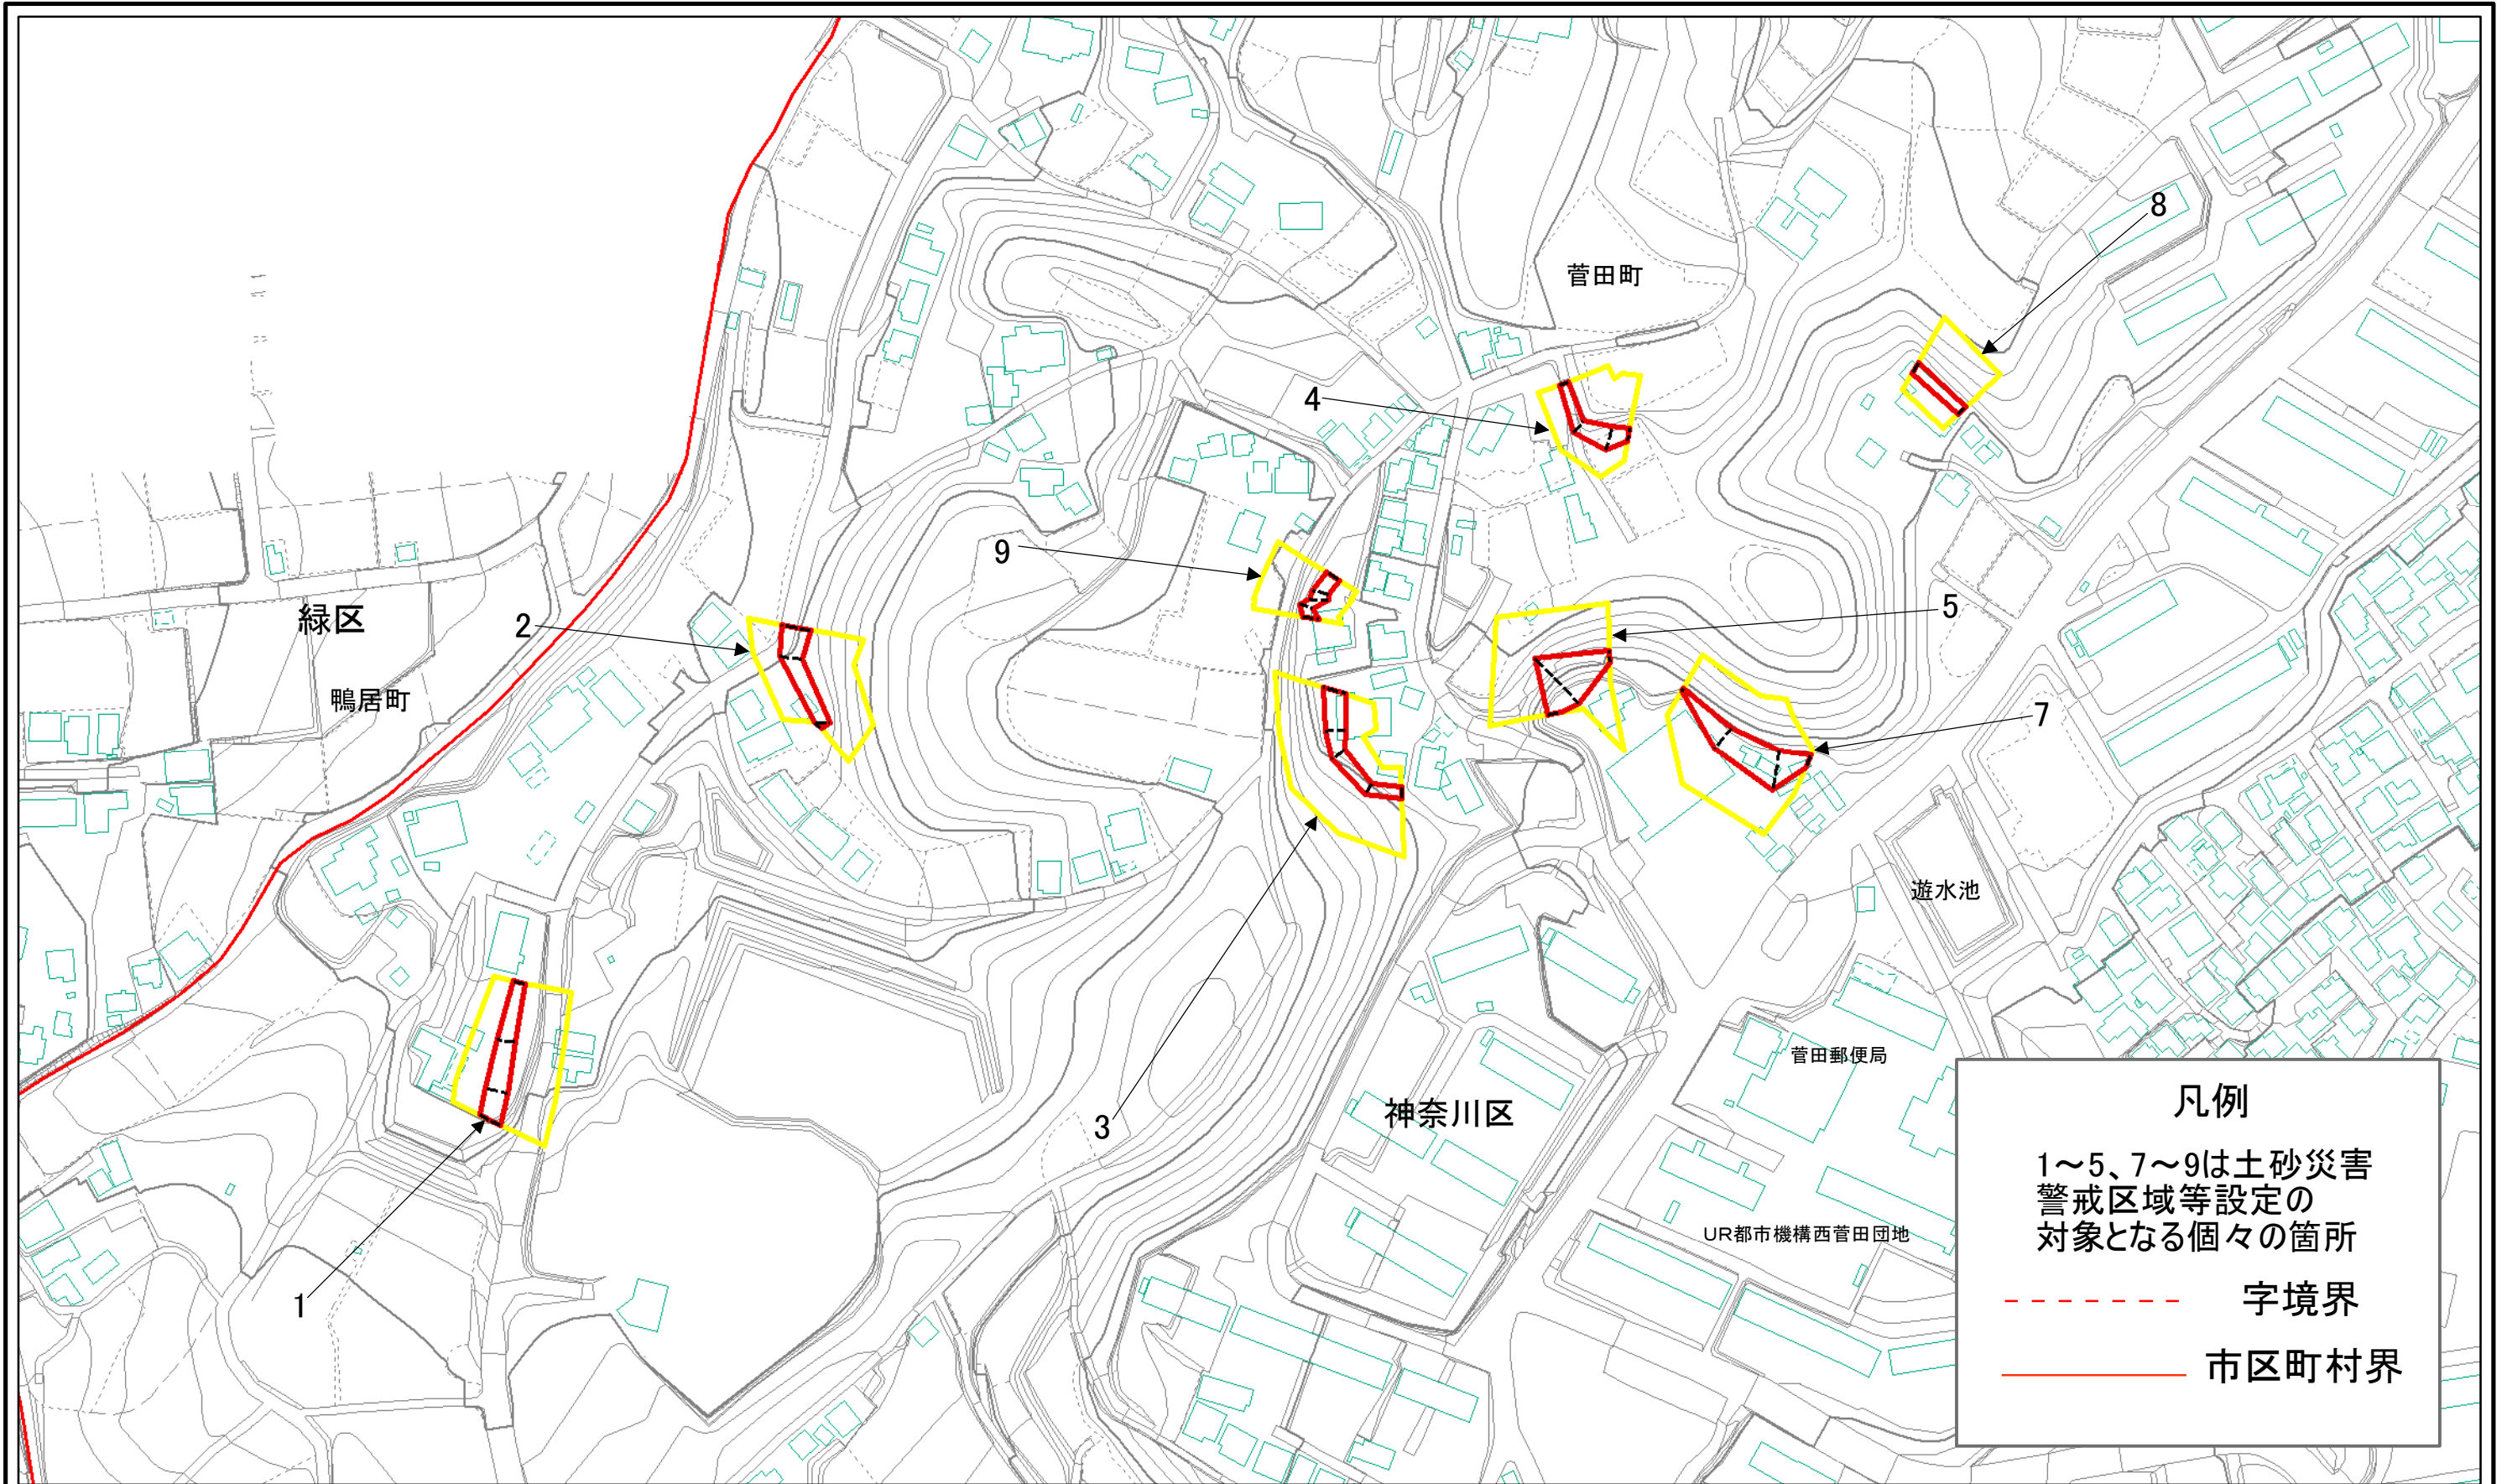 8
菅田町
4
9
5
緑区
2
鴨居町
7
遊水池
菅田郵便局
神奈川区
3
UR都市機構西菅田団地
1
凡例
1～5、7～9は土砂災害
警戒区域等設定の
対象となる個々の箇所
字境界
市区町村界